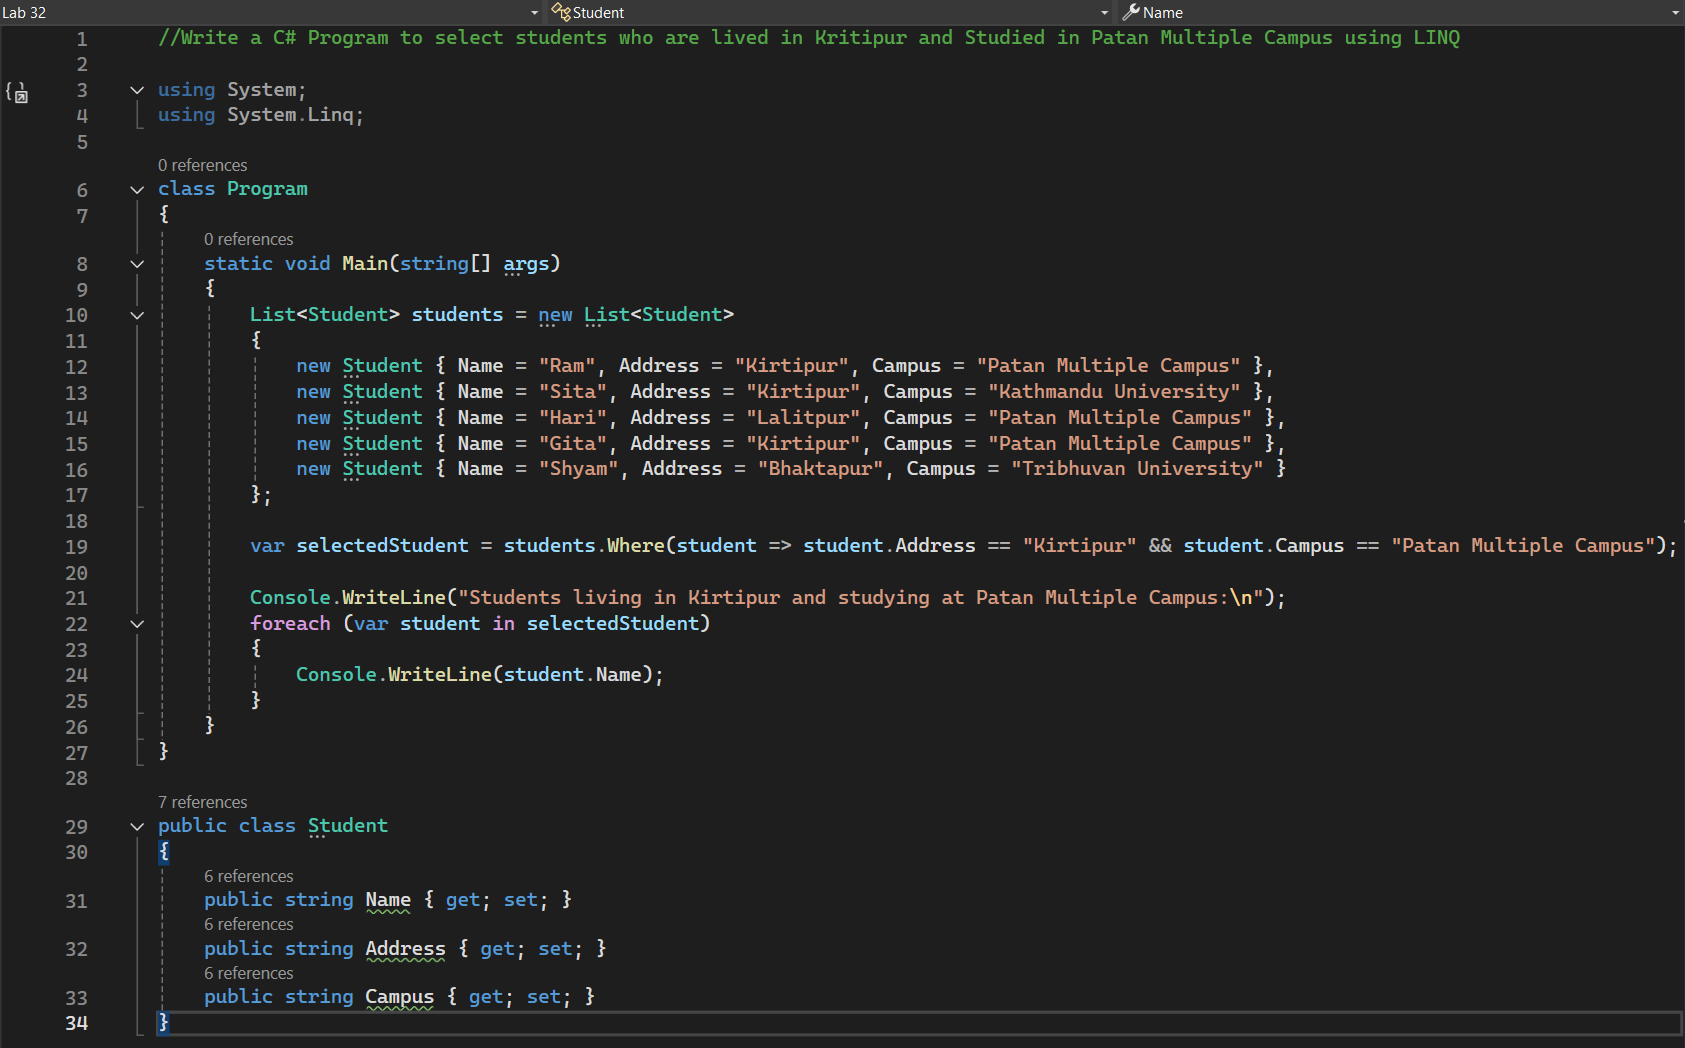 Lab 32 Student Name
1 //Write a C# Program to select students who are lived in Kritipur and Studied in Patan Multiple Campus using LINQ
2
3 using System;
4 using System.Linq;
5
0 references
6 class Program
7 {
0 references
8 static void Main(string[] args)
9 {
10 List<Student> students = new List<Student>
11 {
12 new Student { Name = "Ram", Address = "Kirtipur", Campus = "Patan Multiple Campus" },
13 new Student { Name = "Sita", Address = "Kirtipur", Campus = "Kathmandu University" },
14 new Student { Name = "Hari", Address = "Lalitpur", Campus = "Patan Multiple Campus" },
15 new Student { Name = "Gita", Address = "Kirtipur", Campus = "Patan Multiple Campus" },
16 new Student { Name = "Shyam", Address = "Bhaktapur", Campus = "Tribhuvan University" }
17 };
18
19 var selectedStudent = students.Where(student => student.Address == "Kirtipur" && student.Campus == "Patan Multiple Campus");
20
21 Console.WriteLine("Students living in Kirtipur and studying at Patan Multiple Campus:\n");
22 foreach (var student in selectedStudent)
23 {
24 Console.WriteLine(student.Name);
25 }
26 }
27 }
28
7 references
29 public class Student
30 {
6 references
31 public string Name { get; set; }
6 references
32 public string Address { get; set; }
6 references
33 public string Campus { get; set; }
34 }